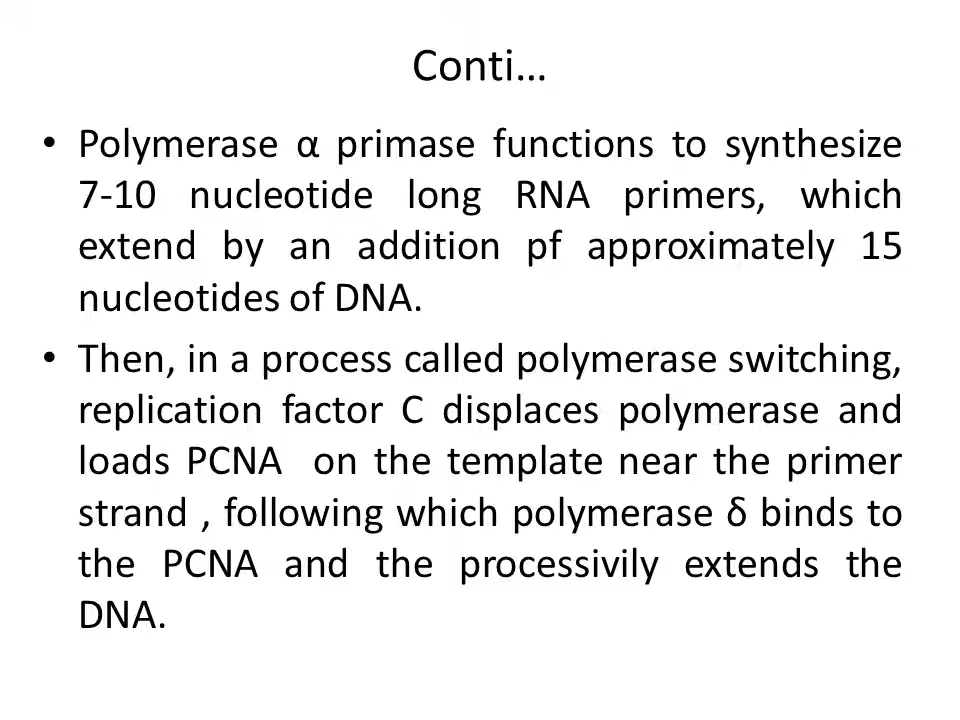 Conti…
• Polymerase α primase functions to synthesize
7-10 nucleotide long RNA primers, which
extend by an addition pf approximately 15
nucleotides of DNA.
• Then, in a process called polymerase switching,
replication factor C displaces polymerase and
loads PCNA on the template near the primer
strand , following which polymerase δ binds to
the PCNA and the processivily extends the
DNA.